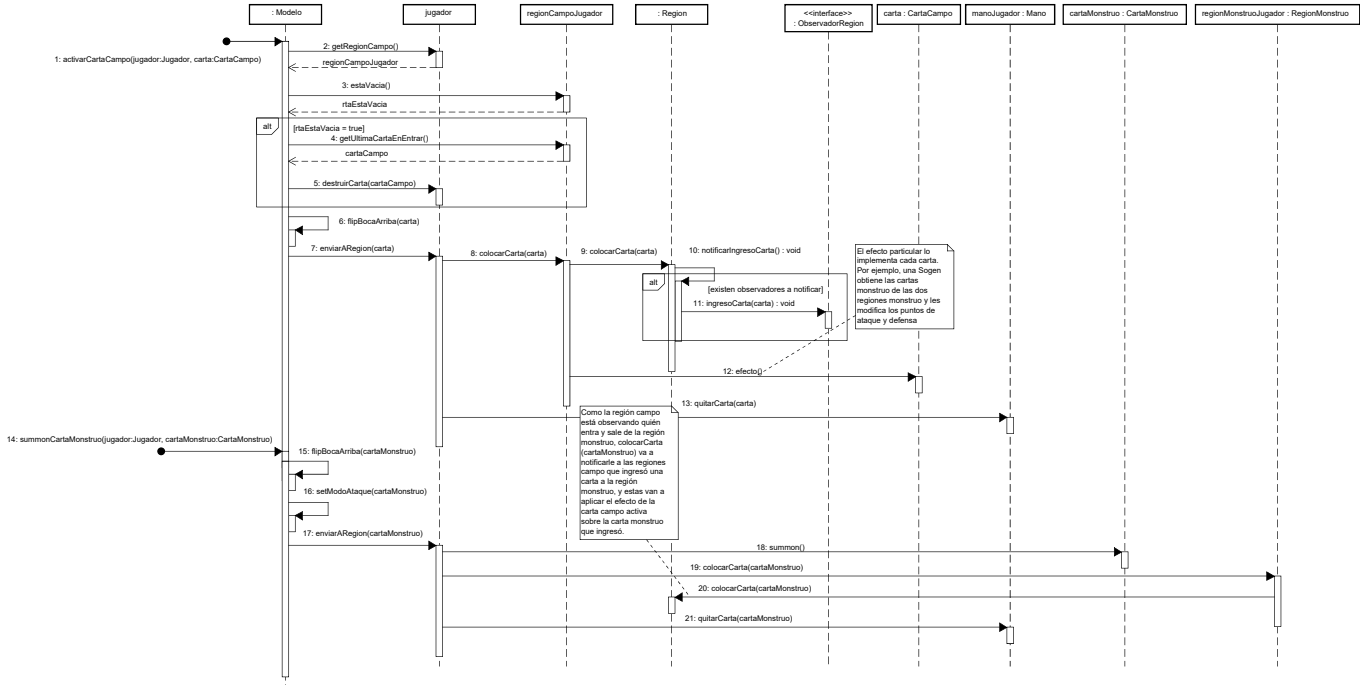 : Modelo
jugador
regionCampoJugador
: Region
<<interface>>
: ObservadorRegion
carta : CartaCampo
manoJugador : Mano
cartaMonstruo : CartaMonstruo
regionMonstruoJugador : RegionMonstruo
1: activarCartaCampo(jugador:Jugador, carta:CartaCampo)
2: getRegionCampo()
regionCampoJugador
3: estaVacia()
rtaEstaVacia
alt
[rtaEstaVacia = true]
4: getUltimaCartaEnEntrar()
cartaCampo
5: destruirCarta(cartaCampo)
6: flipBocaArriba(carta)
7: enviarARegion(carta)
8: colocarCarta(carta)
9: colocarCarta(carta)
10: notificarIngresoCarta() : void
alt
[existen observadores a notificar]
11: ingresoCarta(carta) : void
El efecto particular lo
implementa cada carta.
Por ejemplo, una Sogen
obtiene las cartas
monstruo de las dos
regiones monstruo y les
modifica los puntos de
ataque y defensa
12: efecto()
13: quitarCarta(carta)
Como la región campo
está observando quién
entra y sale de la región
monstruo, colocarCarta
(cartaMonstruo) va a
notificarle a las regiones
campo que ingresó una
carta a la región
monstruo, y estas van a
aplicar el efecto de la
carta campo activa
sobre la carta monstruo
que ingresó.
14: summonCartaMonstruo(jugador:Jugador, cartaMonstruo:CartaMonstruo)
15: flipBocaArriba(cartaMonstruo)
16: setModoAtaque(cartaMonstruo)
17: enviarARegion(cartaMonstruo)
18: summon()
19: colocarCarta(cartaMonstruo)
20: colocarCarta(cartaMonstruo)
21: quitarCarta(cartaMonstruo)